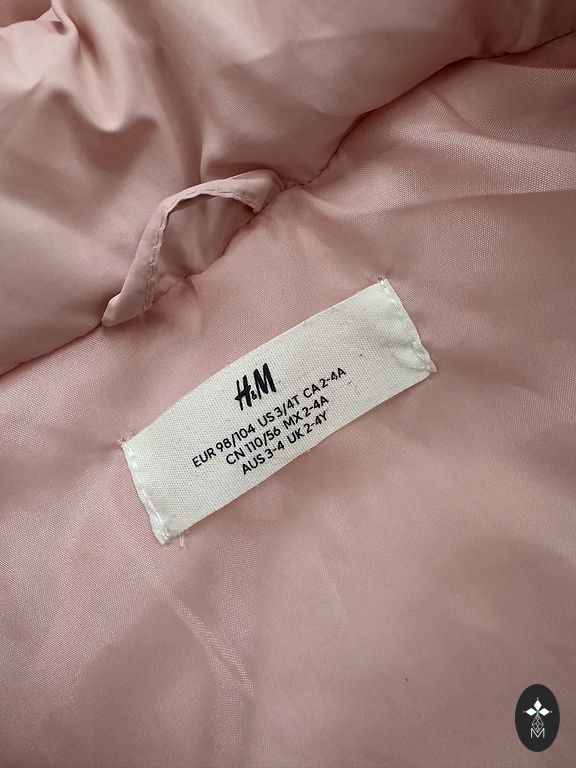 H&M
EUR 98/104 US 3/4T CA 2-4A
CN 110/56 MX 2-4A
AUS 3-4 UK 2-4Y
M